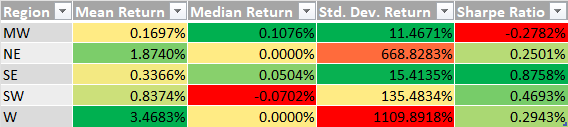 Region Mean Return Median Return Std. Dev. Return Sharpe Ratio
MW 0.1697% 0.1076% 11.4671% -0.2782%
NE 1.8740% 0.0000% 668.8283% 0.2501%
SE 0.3366% 0.0504% 15.4135% 0.8758%
SW 0.8374% -0.0702% 135.4834% 0.4693%
W 3.4683% 0.0000% 1109.8918% 0.2943%